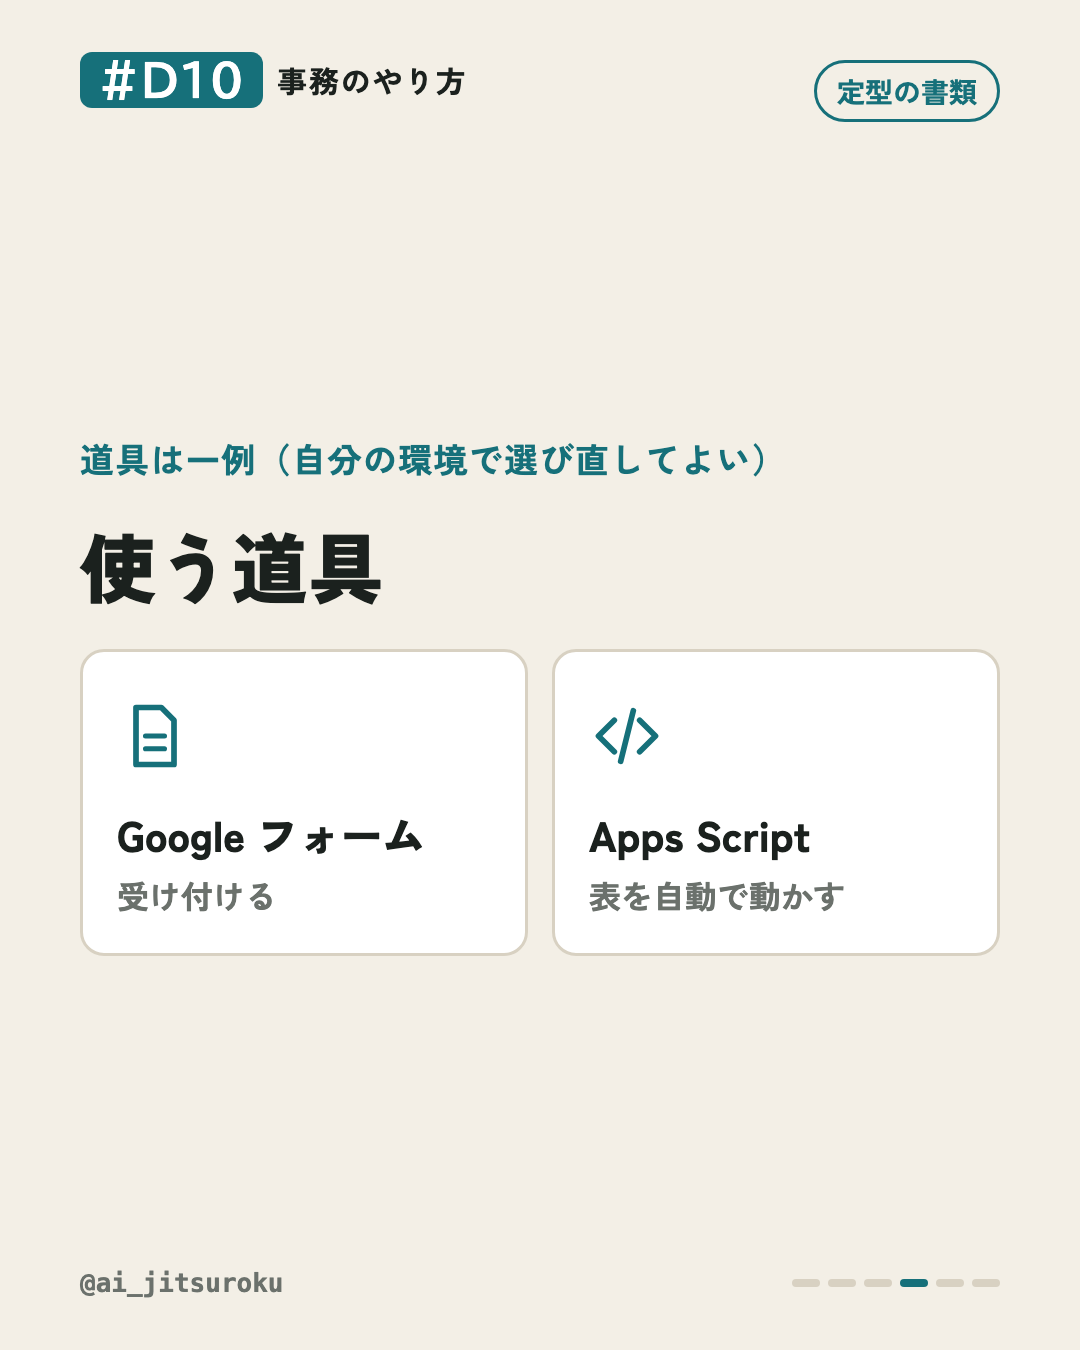 #D10 事務のやり方
定型の書類
道具は一例（自分の環境で選び直してよい）
使う道具
</>
Google フォーム
受け付ける
Apps Script
表を自動で動かす
@ai_jitsuroku